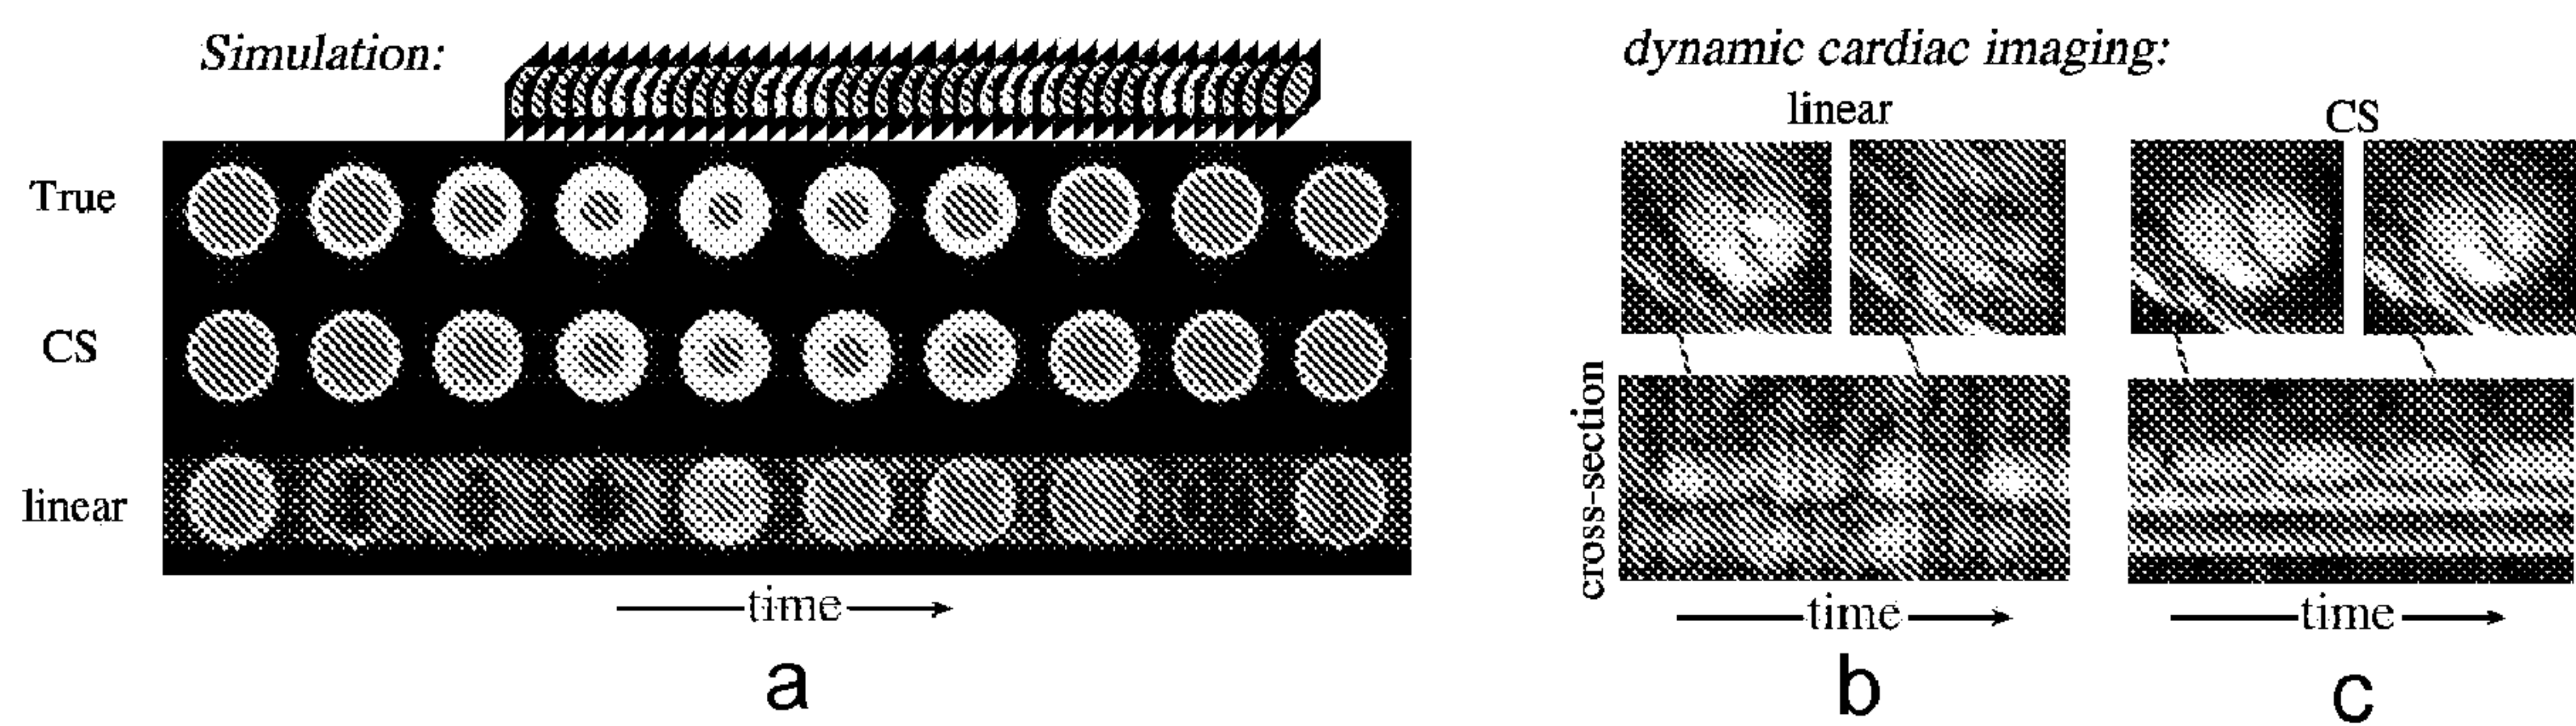 Simulation:
True
CS
linear
time
a
dynamic cardiac imaging:
linear
CS
cross-section
time
time
b
c